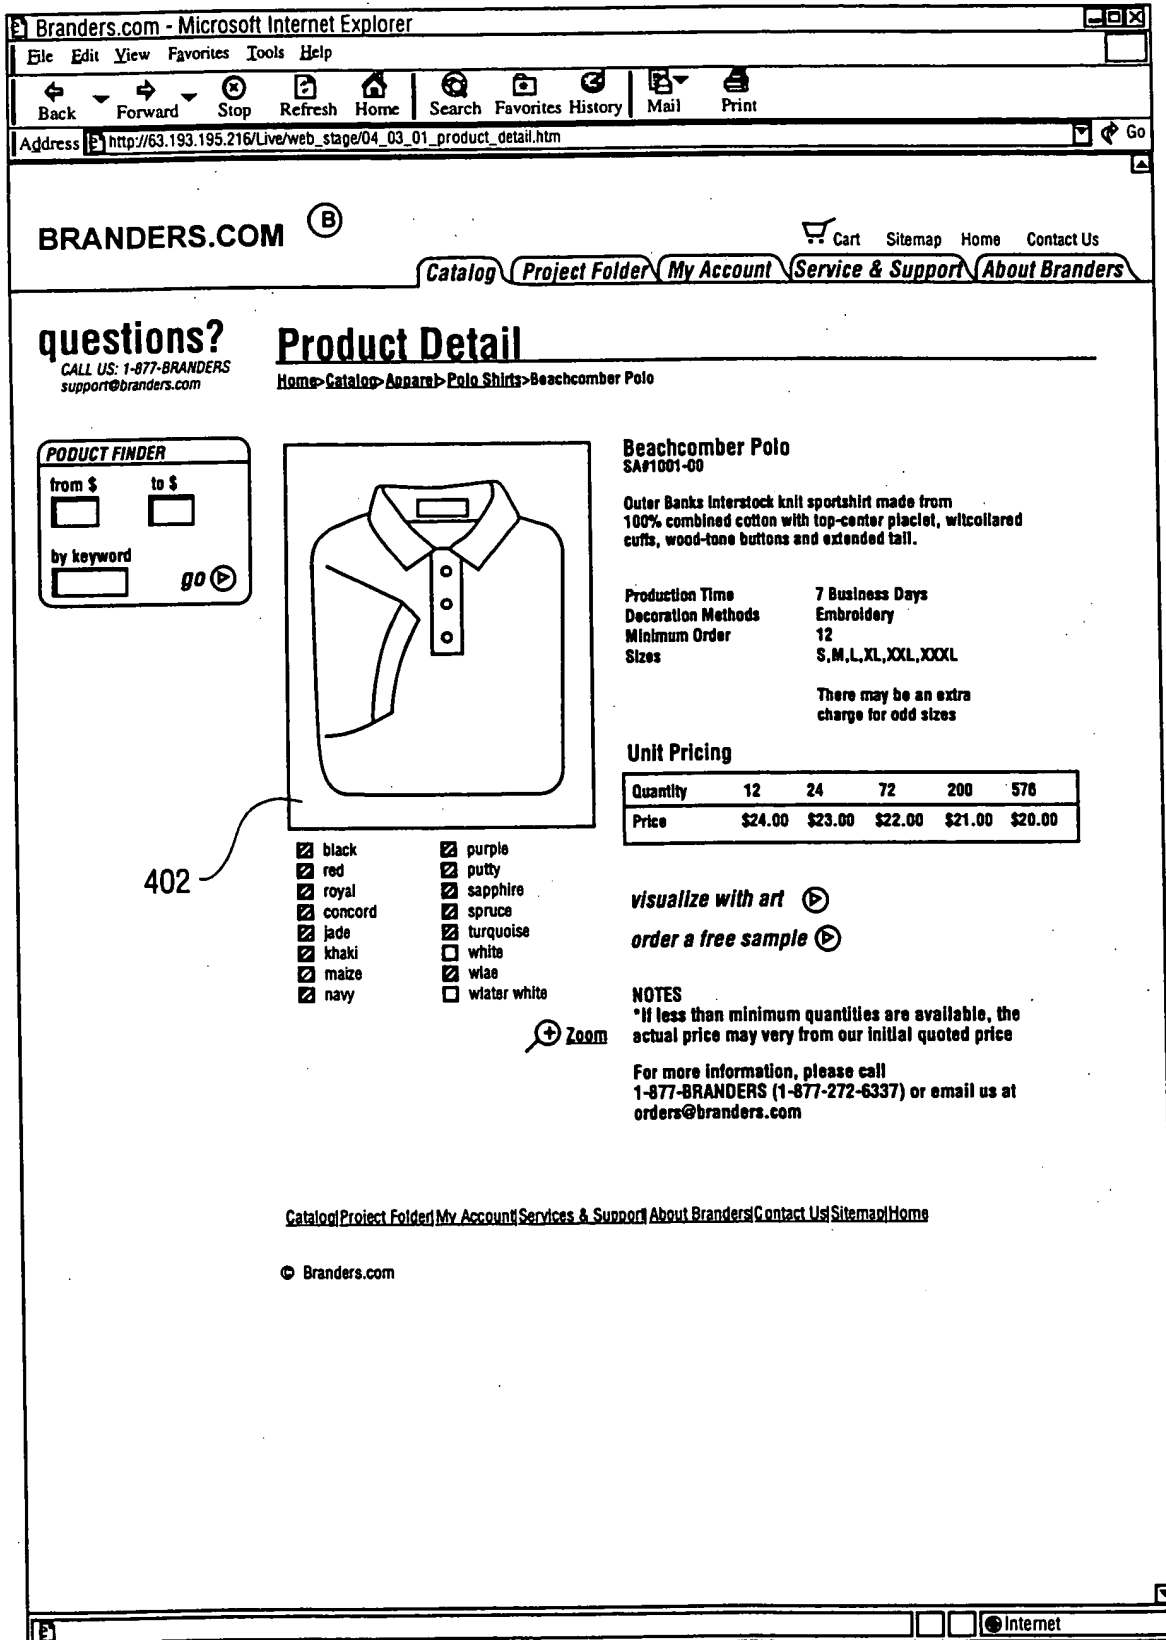 Branders.com - Microsoft Internet Explorer
File Edit View Favorites Tools Help
Back Forward Stop Refresh Home Search Favorites History Mail Print
Address http://63.193.195.216/Live/web_stage/04_03_01_product_detail.htm Go
BRANDERS.COM B
Cart Sitemap Home Contact Us
Catalog Project Folder My Account Service & Support About Branders
questions?
CALL US: 1-877-BRANDERS
support@branders.com
Product Detail
Home>Catalog>Apparel>Polo Shirts>Beachcomber Polo
PODUCT FINDER
from $ to $
by keyword
go
Beachcomber Polo
SA#1001-00
Outer Banks Interstock knit sportshirt made from
100% combined cotton with top-center placlet, witcollared
cuffs, wood-tone buttons and extended tall.
Production Time 7 Business Days
Decoration Methods Embroidery
Minimum Order 12
Sizes S,M,L,XL,XXL,XXXL
There may be an extra
charge for odd sizes
Unit Pricing
Quantity 12 24 72 200 576
Price $24.00 $23.00 $22.00 $21.00 $20.00
402
black purple
red putty
royal sapphire
concord spruce
jade turquoise
khaki white
maize wlae
navy wlater white
Zoom
visualize with art
order a free sample
NOTES
*If less than minimum quantities are available, the
actual price may very from our initial quoted price
For more information, please call
1-877-BRANDERS (1-877-272-6337) or email us at
orders@branders.com
Catalog|Project Folder|My Account|Services & Support|About Branders|Contact Us|Sitemap|Home
© Branders.com
Internet